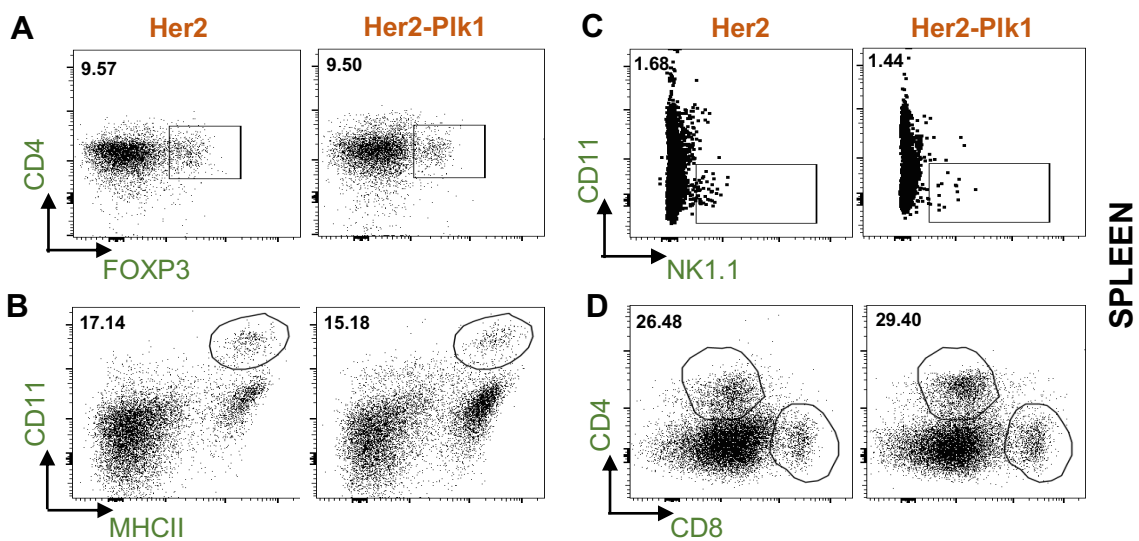 A
Her2
Her2-Plk1
9.57
9.50
CD4
FOXP3
B
17.14
15.18
CD11
MHCII
C
Her2
Her2-Plk1
1.68
1.44
CD11
NK1.1
D
26.48
29.40
CD4
CD8
SPLEEN